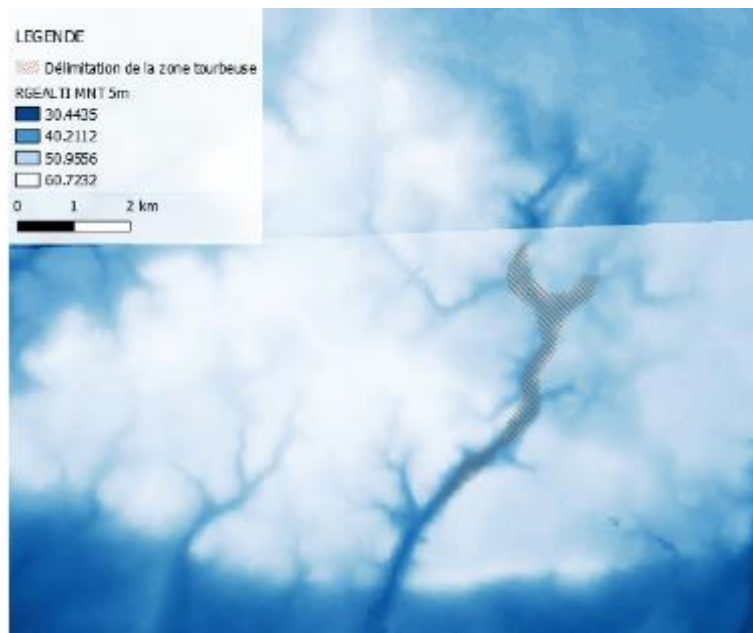 LEGENDE
Délimitation de la zone tourbeuse
RGEALTI MNT 5m
30.4435
40.2112
50.9556
60.7232
0 1 2 km